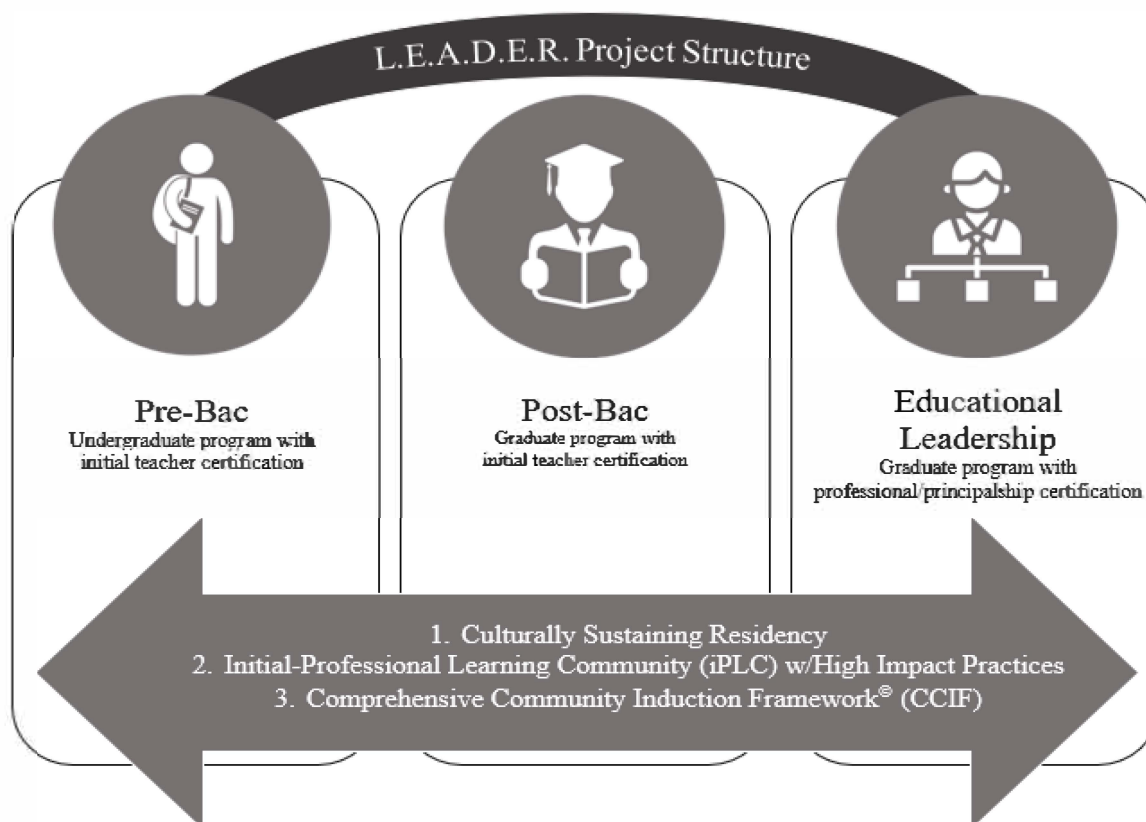 L.E.A.D.E.R. Project Structure
Pre-Bac
Undergraduate program with
initial teacher certification
Post-Bac
Graduate program with
initial teacher certification
Educational
Leadership
Graduate program with
professional/principalship certification
1. Culturally Sustaining Residency
2. Initial-Professional Learning Community (iPLC) w/High Impact Practices
3. Comprehensive Community Induction Framework© (CCIF)